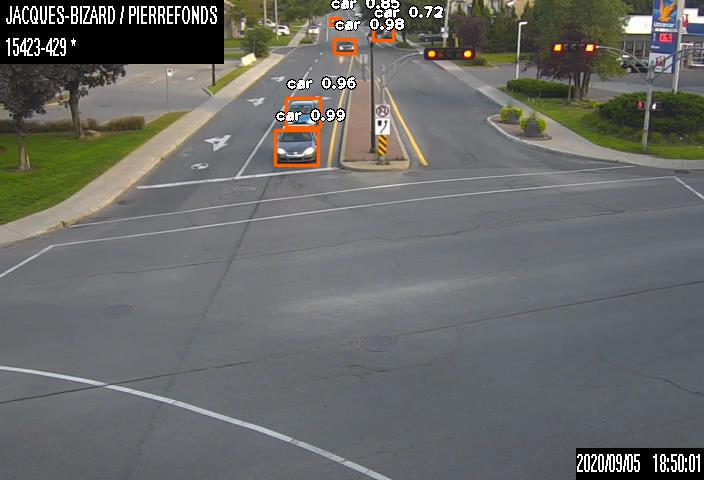 JACQUES-BIZARD / PIERREFONDS
15423-429 *
car 0.85
car 0.72
car 0.98
car 0.96
car 0.99
2020/09/05 18:50:01